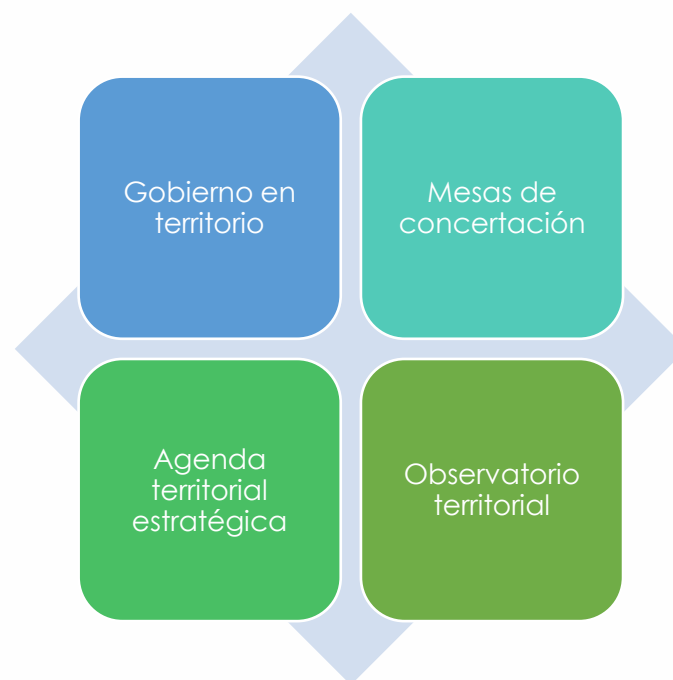 Gobierno en
territorio
Mesas de
concertación
Agenda
territorial
estratégica
Observatorio
territorial